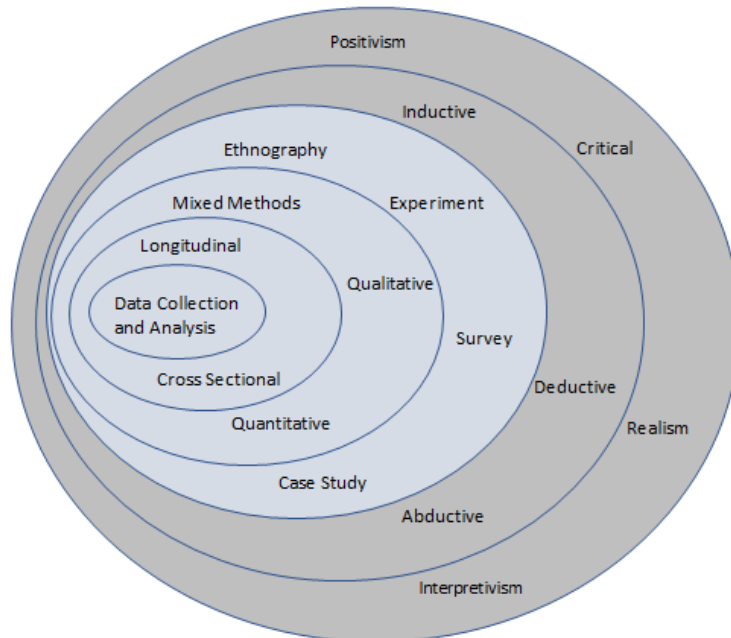 Positivism
Inductive
Critical
Ethnography
Mixed Methods
Experiment
Longitudinal
Qualitative
Data Collection
and Analysis
Survey
Cross Sectional
Deductive
Quantitative
Realism
Case Study
Abductive
Interpretivism